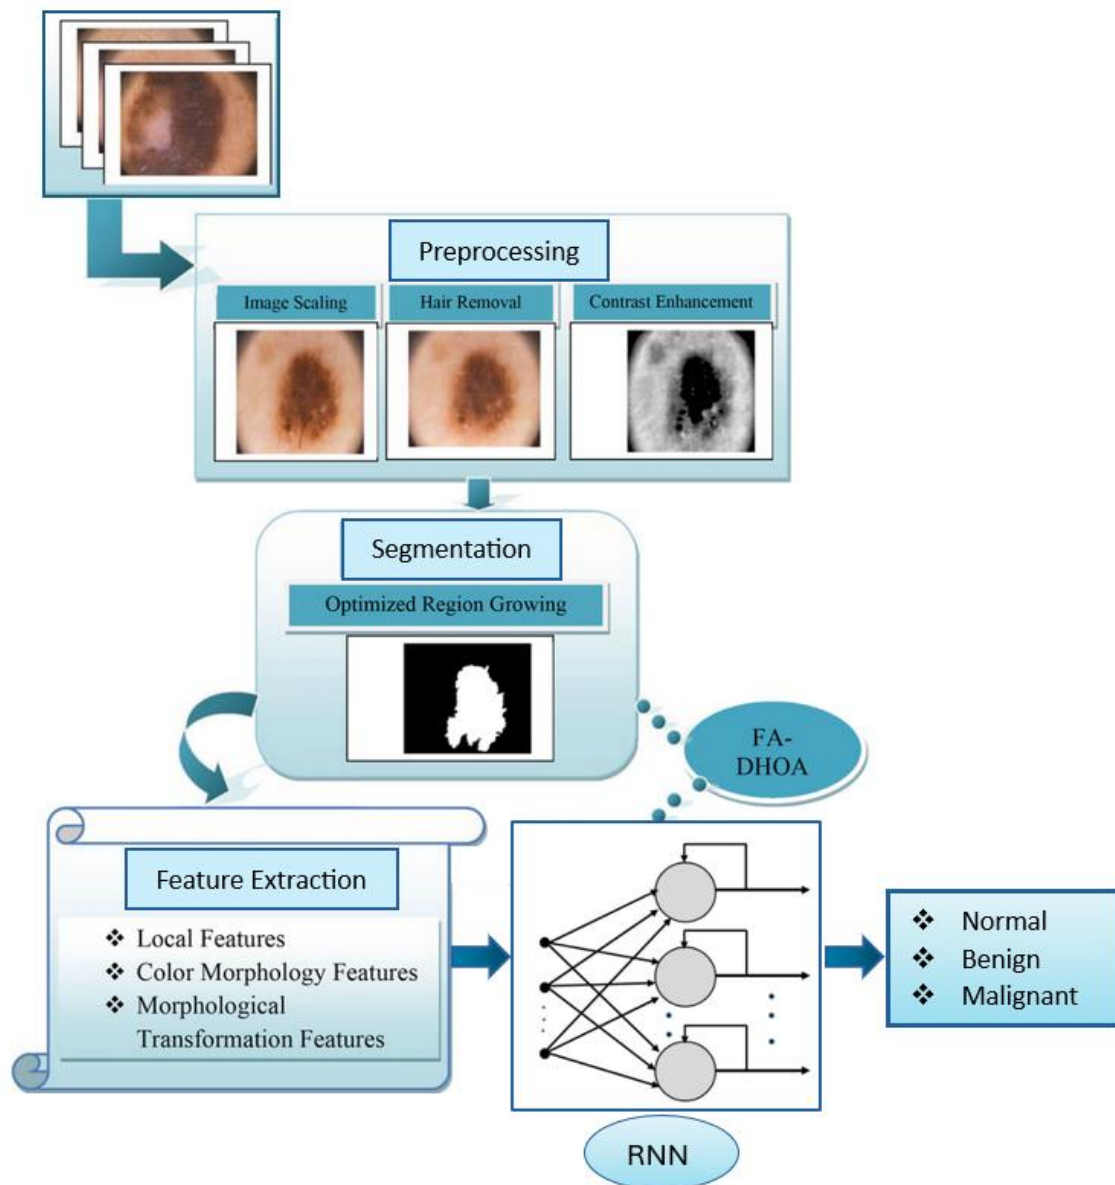 Preprocessing
Image Scaling
Hair Removal
Contrast Enhancement
Segmentation
Optimized Region Growing
FA-
DHOA
Feature Extraction
❖ Local Features
❖ Color Morphology Features
❖ Morphological
Transformation Features
❖ Normal
❖ Benign
❖ Malignant
RNN